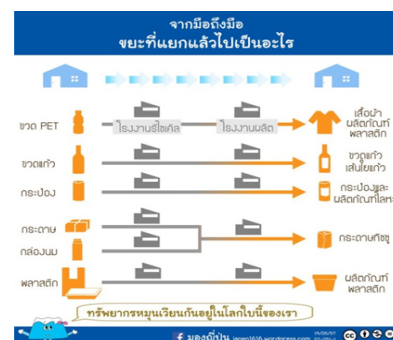 จากมือถึงมือ
ขยะที่แยกแล้วไปเป็นอะไร
ขวด PET
โรงงานรีไซเคิล
โรงงานผลิต
เสื้อผ้า
ผลิตภัณฑ์
พลาสติก
ขวดแก้ว
ขวดแก้ว
เส้นใยแก้ว
กระป๋อง
กระป๋องและ
ผลิตภัณฑ์โลหะ
กระดาษ
กล่องนม
กระดาษทิชชู
พลาสติก
ผลิตภัณฑ์
พลาสติก
ทรัพยากรหมุนเวียนกันอยู่ในโลกใบนี้ของเรา
มองญี่ปุ่น